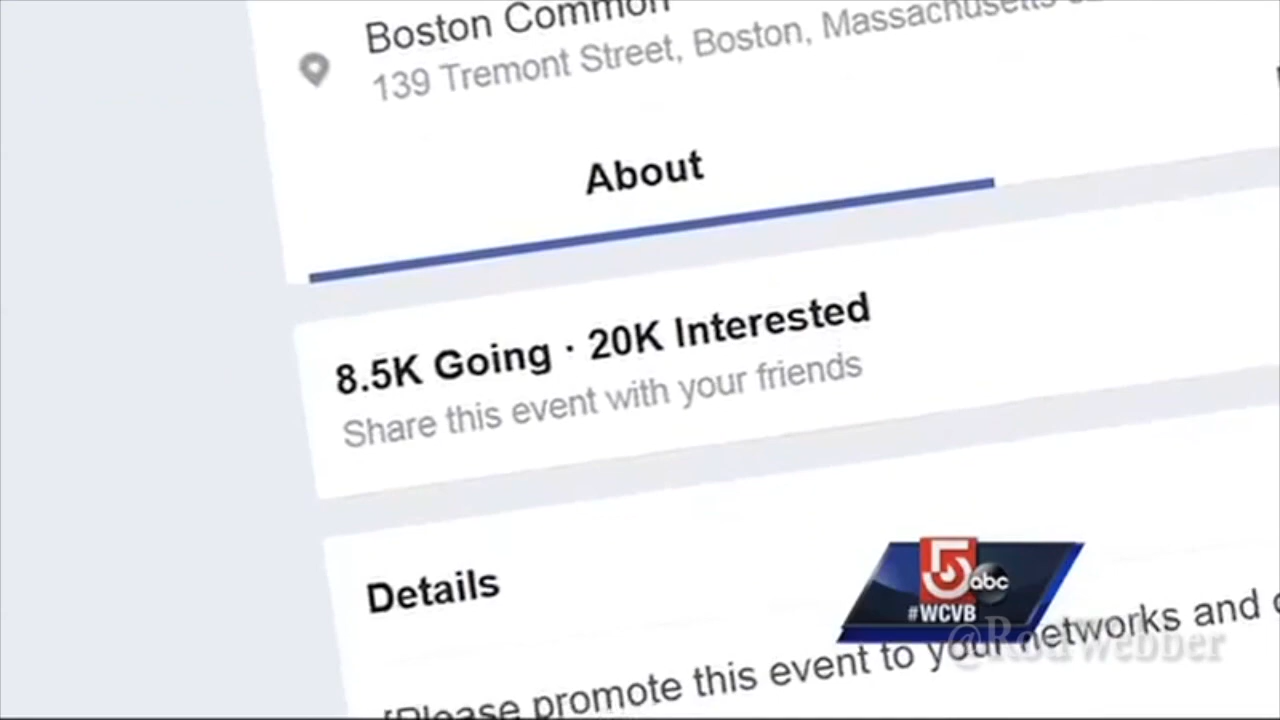 Boston Common
139 Tremont Street, Boston, Massachusetts
About
8.5K Going · 20K Interested
Share this event with your friends
Details
5 abc
#WCVB
@RodWebber
[Please promote this event to your networks and